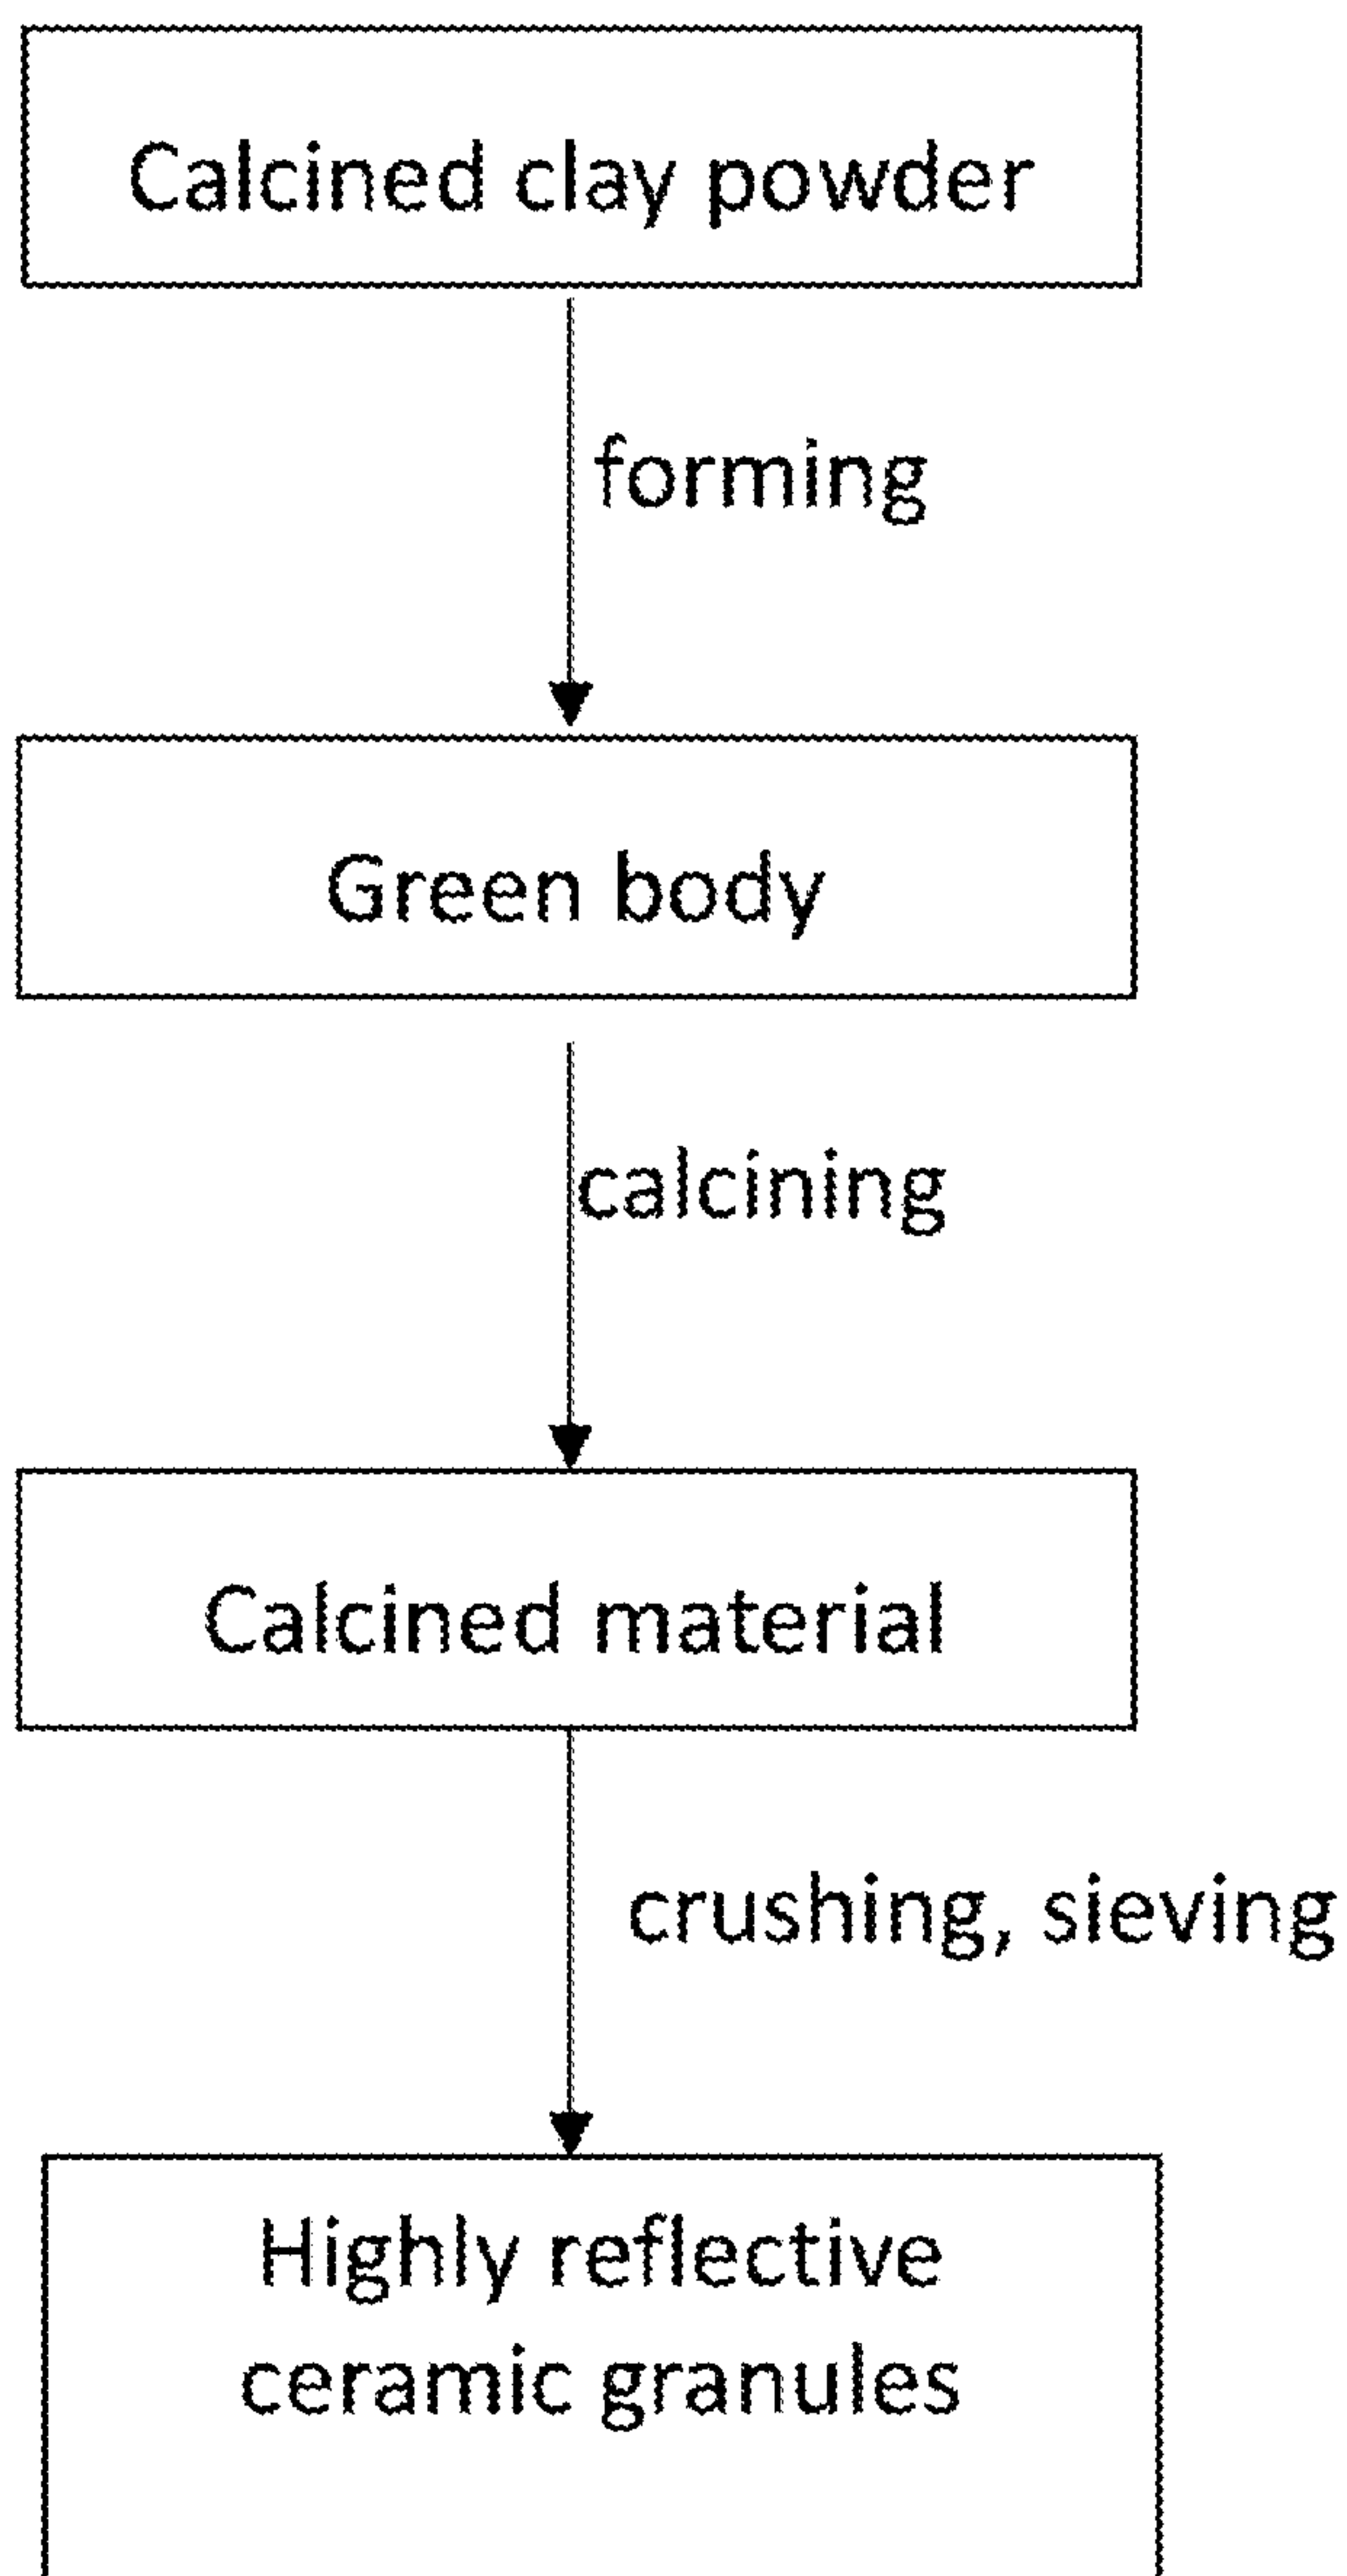 Calcined clay powder
forming
Green body
calcining
Calcined material
crushing, sieving
Highly reflective
ceramic granules